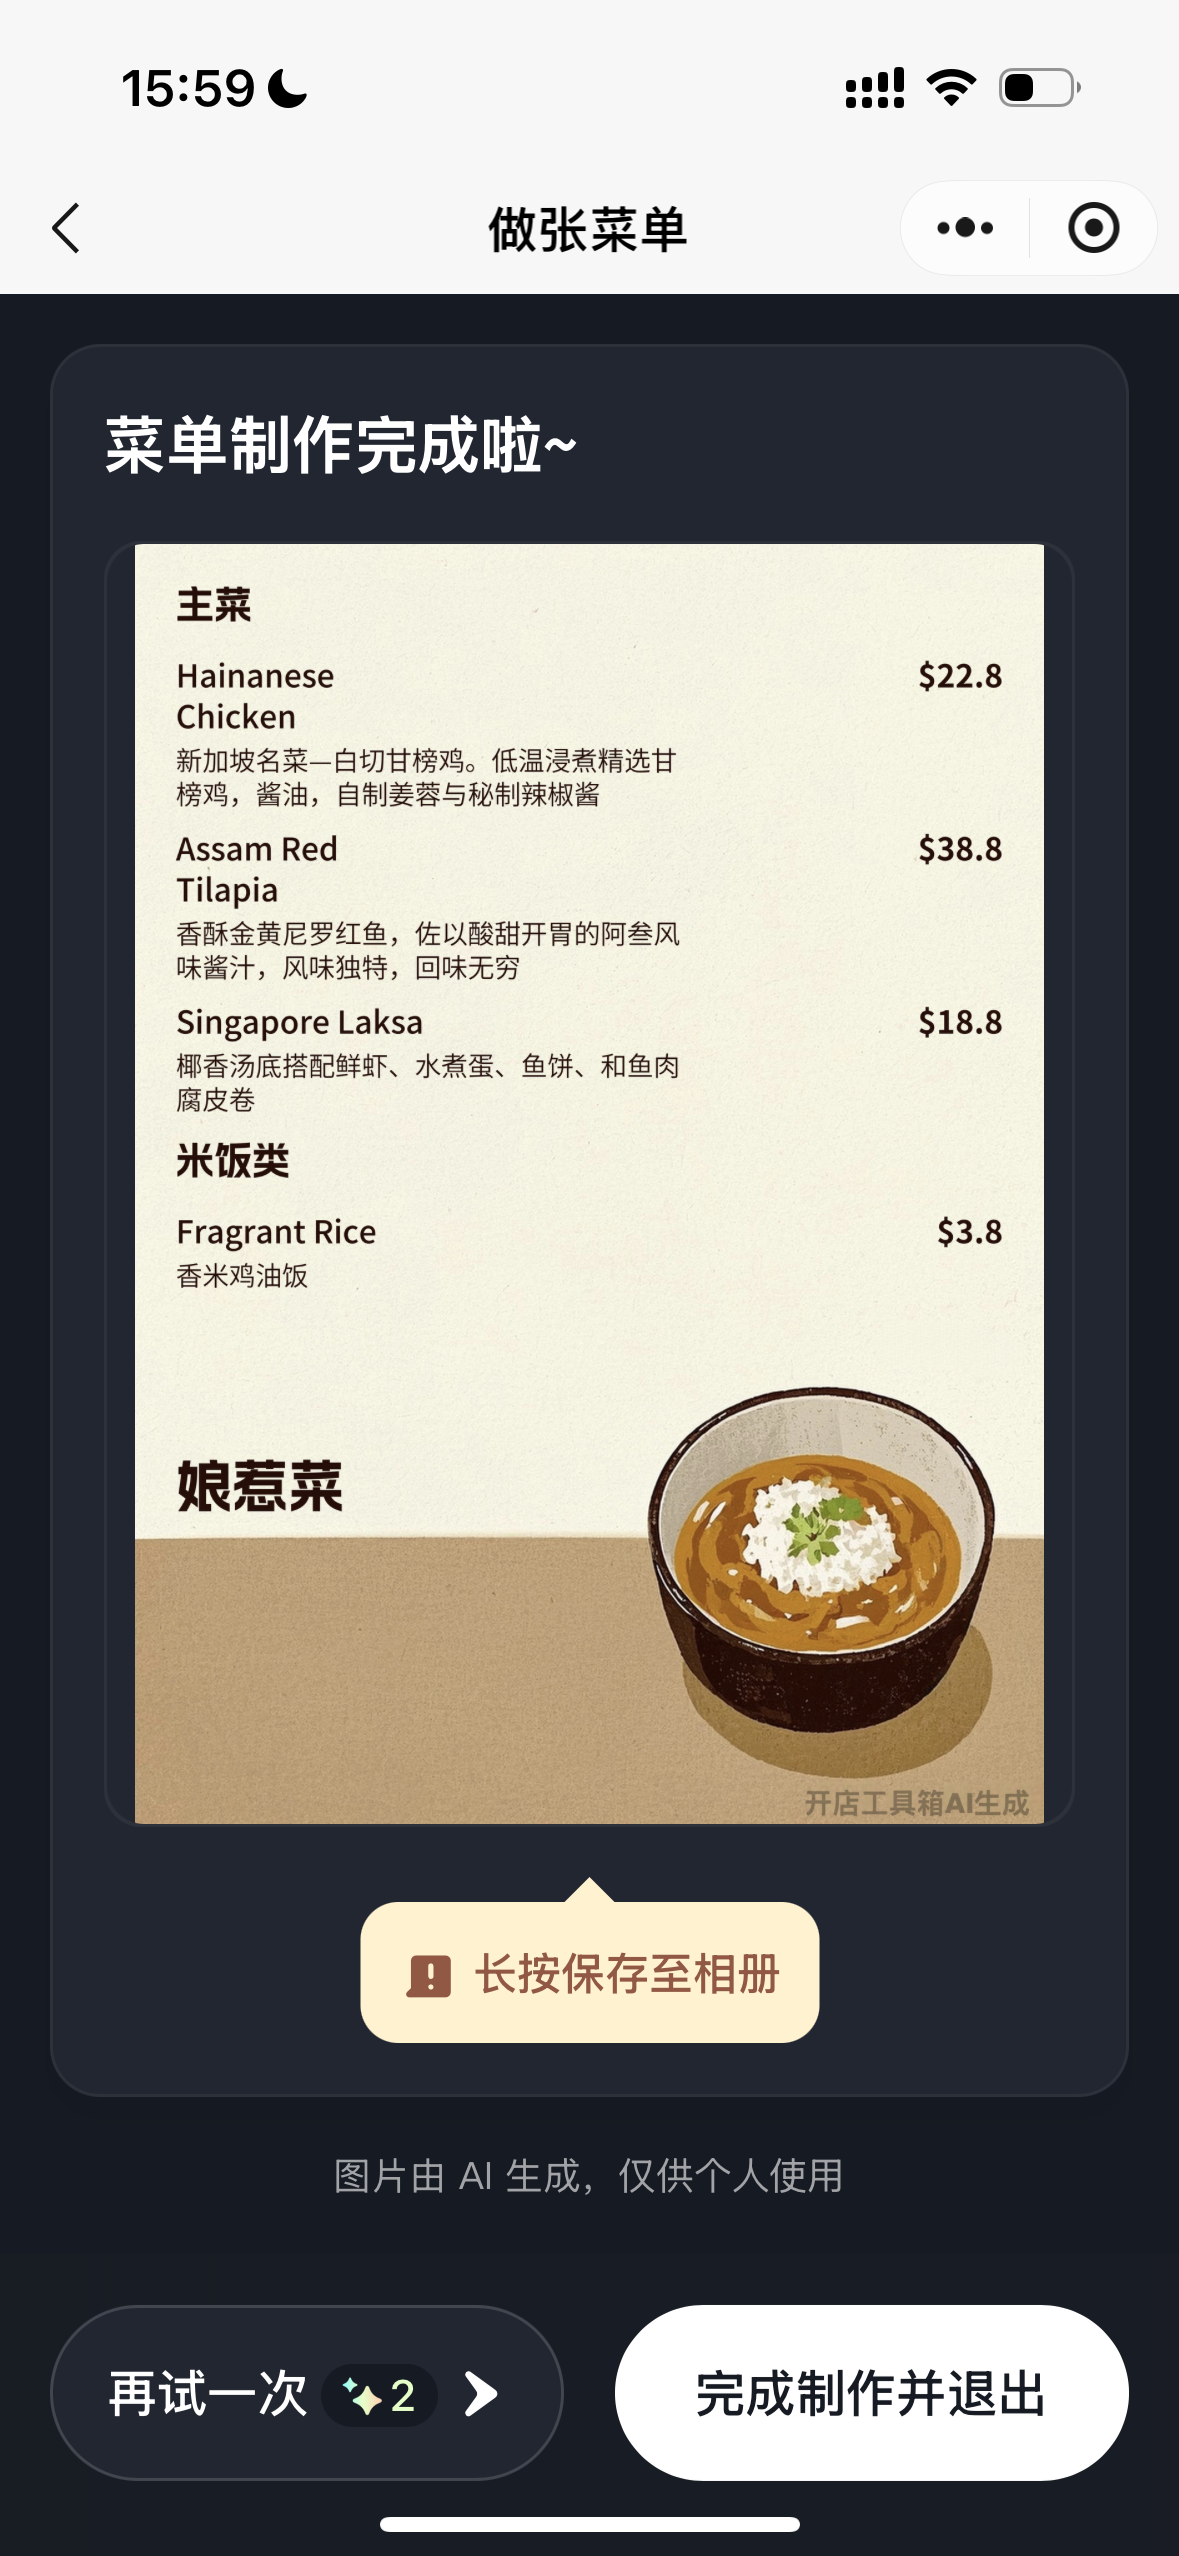 15:59
做张菜单
菜单制作完成啦~
主菜
Hainanese
Chicken
$22.8
新加坡名菜—白切甘榜鸡。低温浸煮精选甘
榜鸡，酱油，自制姜蓉与秘制辣椒酱
Assam Red
Tilapia
$38.8
香酥金黄尼罗红鱼，佐以酸甜开胃的阿叁风
味酱汁，风味独特，回味无穷
Singapore Laksa
$18.8
椰香汤底搭配鲜虾、水煮蛋、鱼饼、和鱼肉
腐皮卷
米饭类
Fragrant Rice
$3.8
香米鸡油饭
娘惹菜
开店工具箱AI生成
长按保存至相册
图片由 AI 生成，仅供个人使用
再试一次 2
完成制作并退出